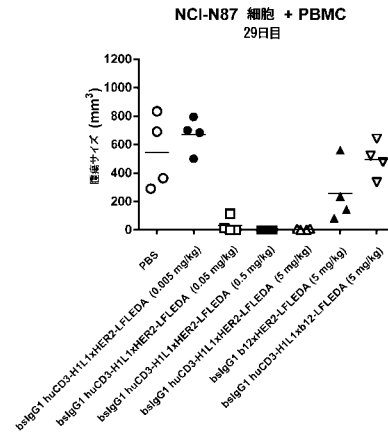 NCI-N87 細胞 + PBMC
29日目
腫瘍サイズ (mm³)
1200
1000
800
600
400
200
0
PBS
bsIgG1 huCD3-H1L1xHER2-LFLEDA (0.005 mg/kg)
bsIgG1 huCD3-H1L1xHER2-LFLEDA (0.05 mg/kg)
bsIgG1 huCD3-H1L1xHER2-LFLEDA (0.5 mg/kg)
bsIgG1 huCD3-H1L1xHER2-LFLEDA (5 mg/kg)
bsIgG1 b12xHER2-LFLEDA (5 mg/kg)
bsIgG1 huCD3-H1L1xb12-LFLEDA (5 mg/kg)